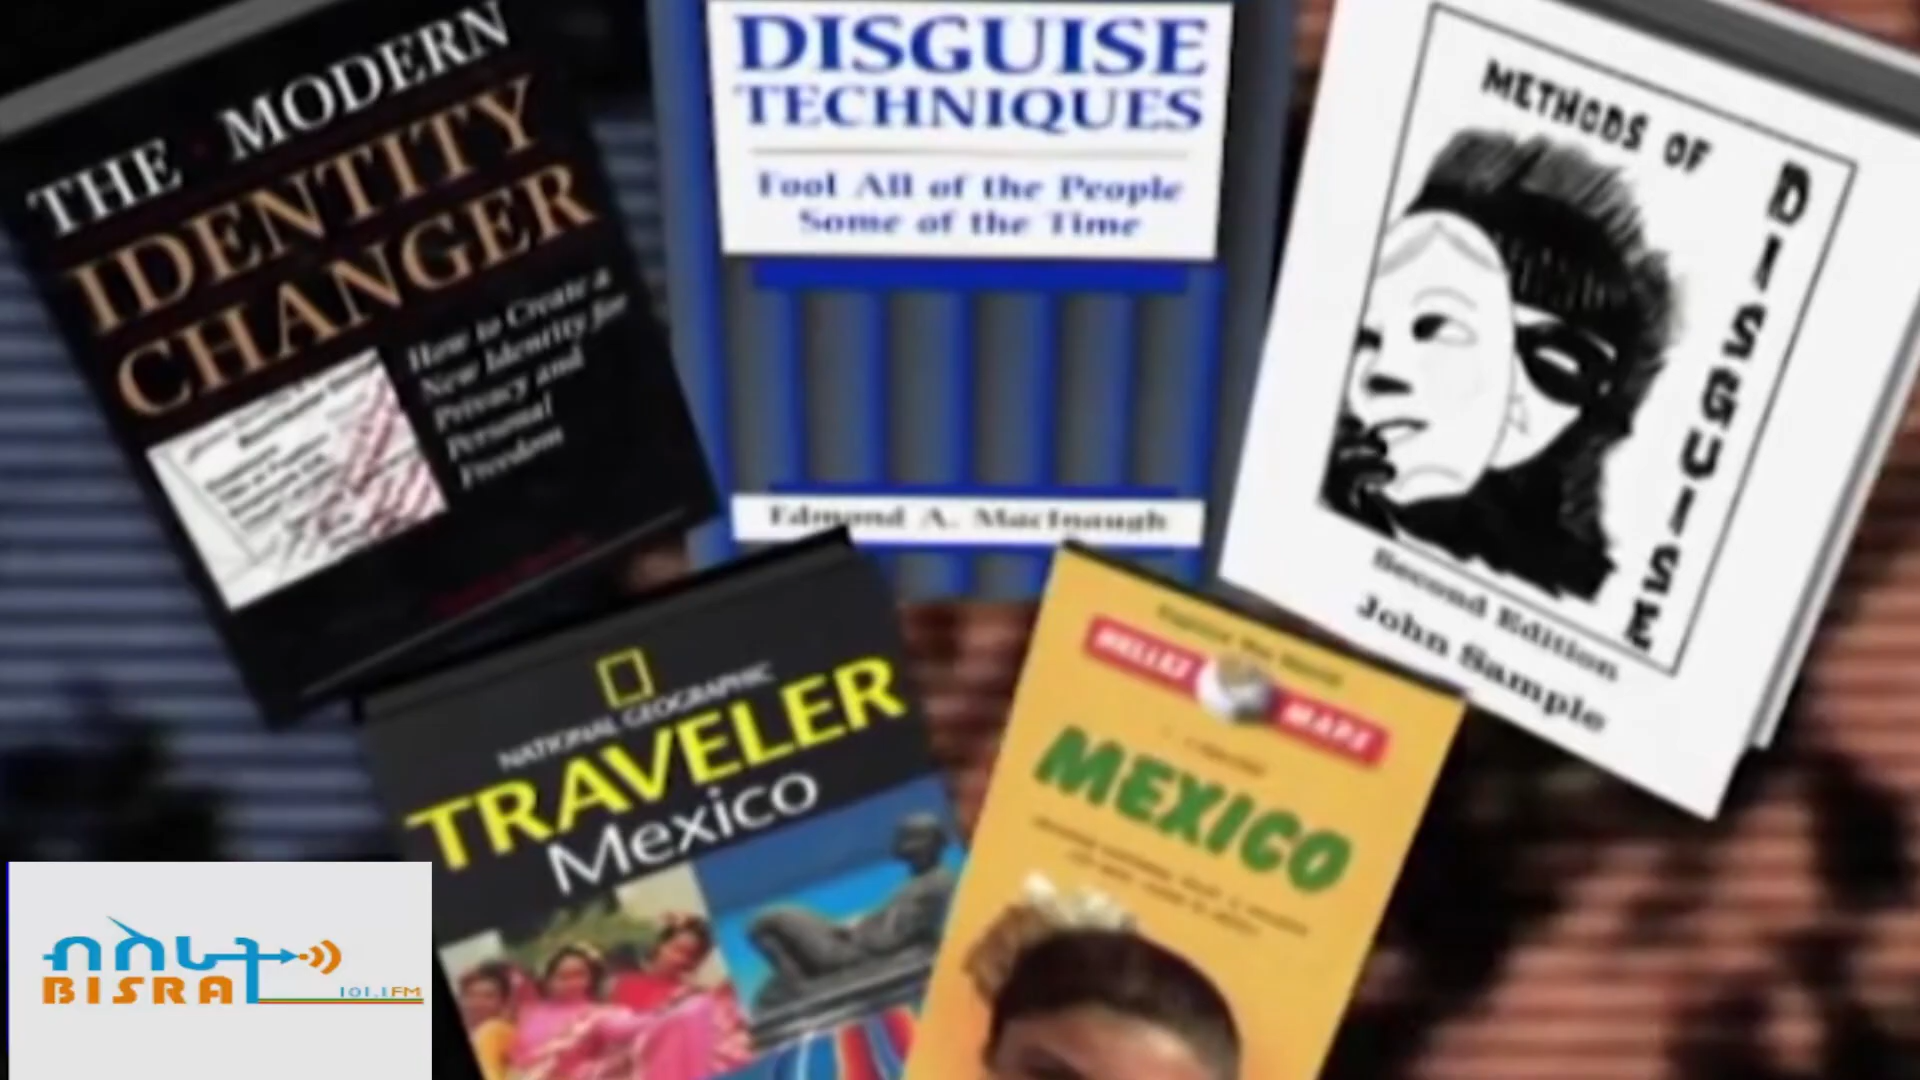 THE MODERN
IDENTITY
CHANGER
How to Create a
New Identity for
Privacy and
Personal
Freedom
DISGUISE
TECHNIQUES
Fool All of the People
Some of the Time
Edmond A. MacInaugh
METHODS OF
DISGUISE
Second Edition
John Sample
NATIONAL GEOGRAPHIC
TRAVELER
Mexico
NELLES MAPS
MEXICO
ብስራት
BISRAT
101.1FM